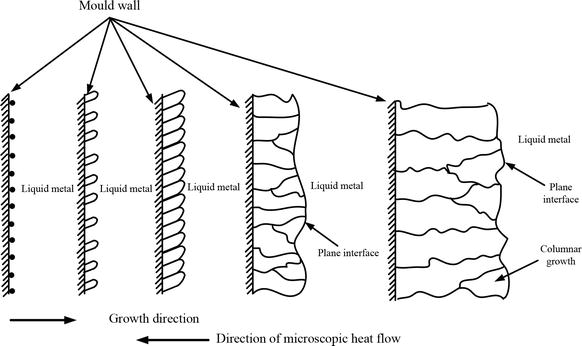 Mould wall
Liquid metal
Liquid metal
Liquid metal
Liquid metal
Liquid metal
Plane
interface
Plane interface
Columnar
growth
Growth direction
Direction of microscopic heat flow